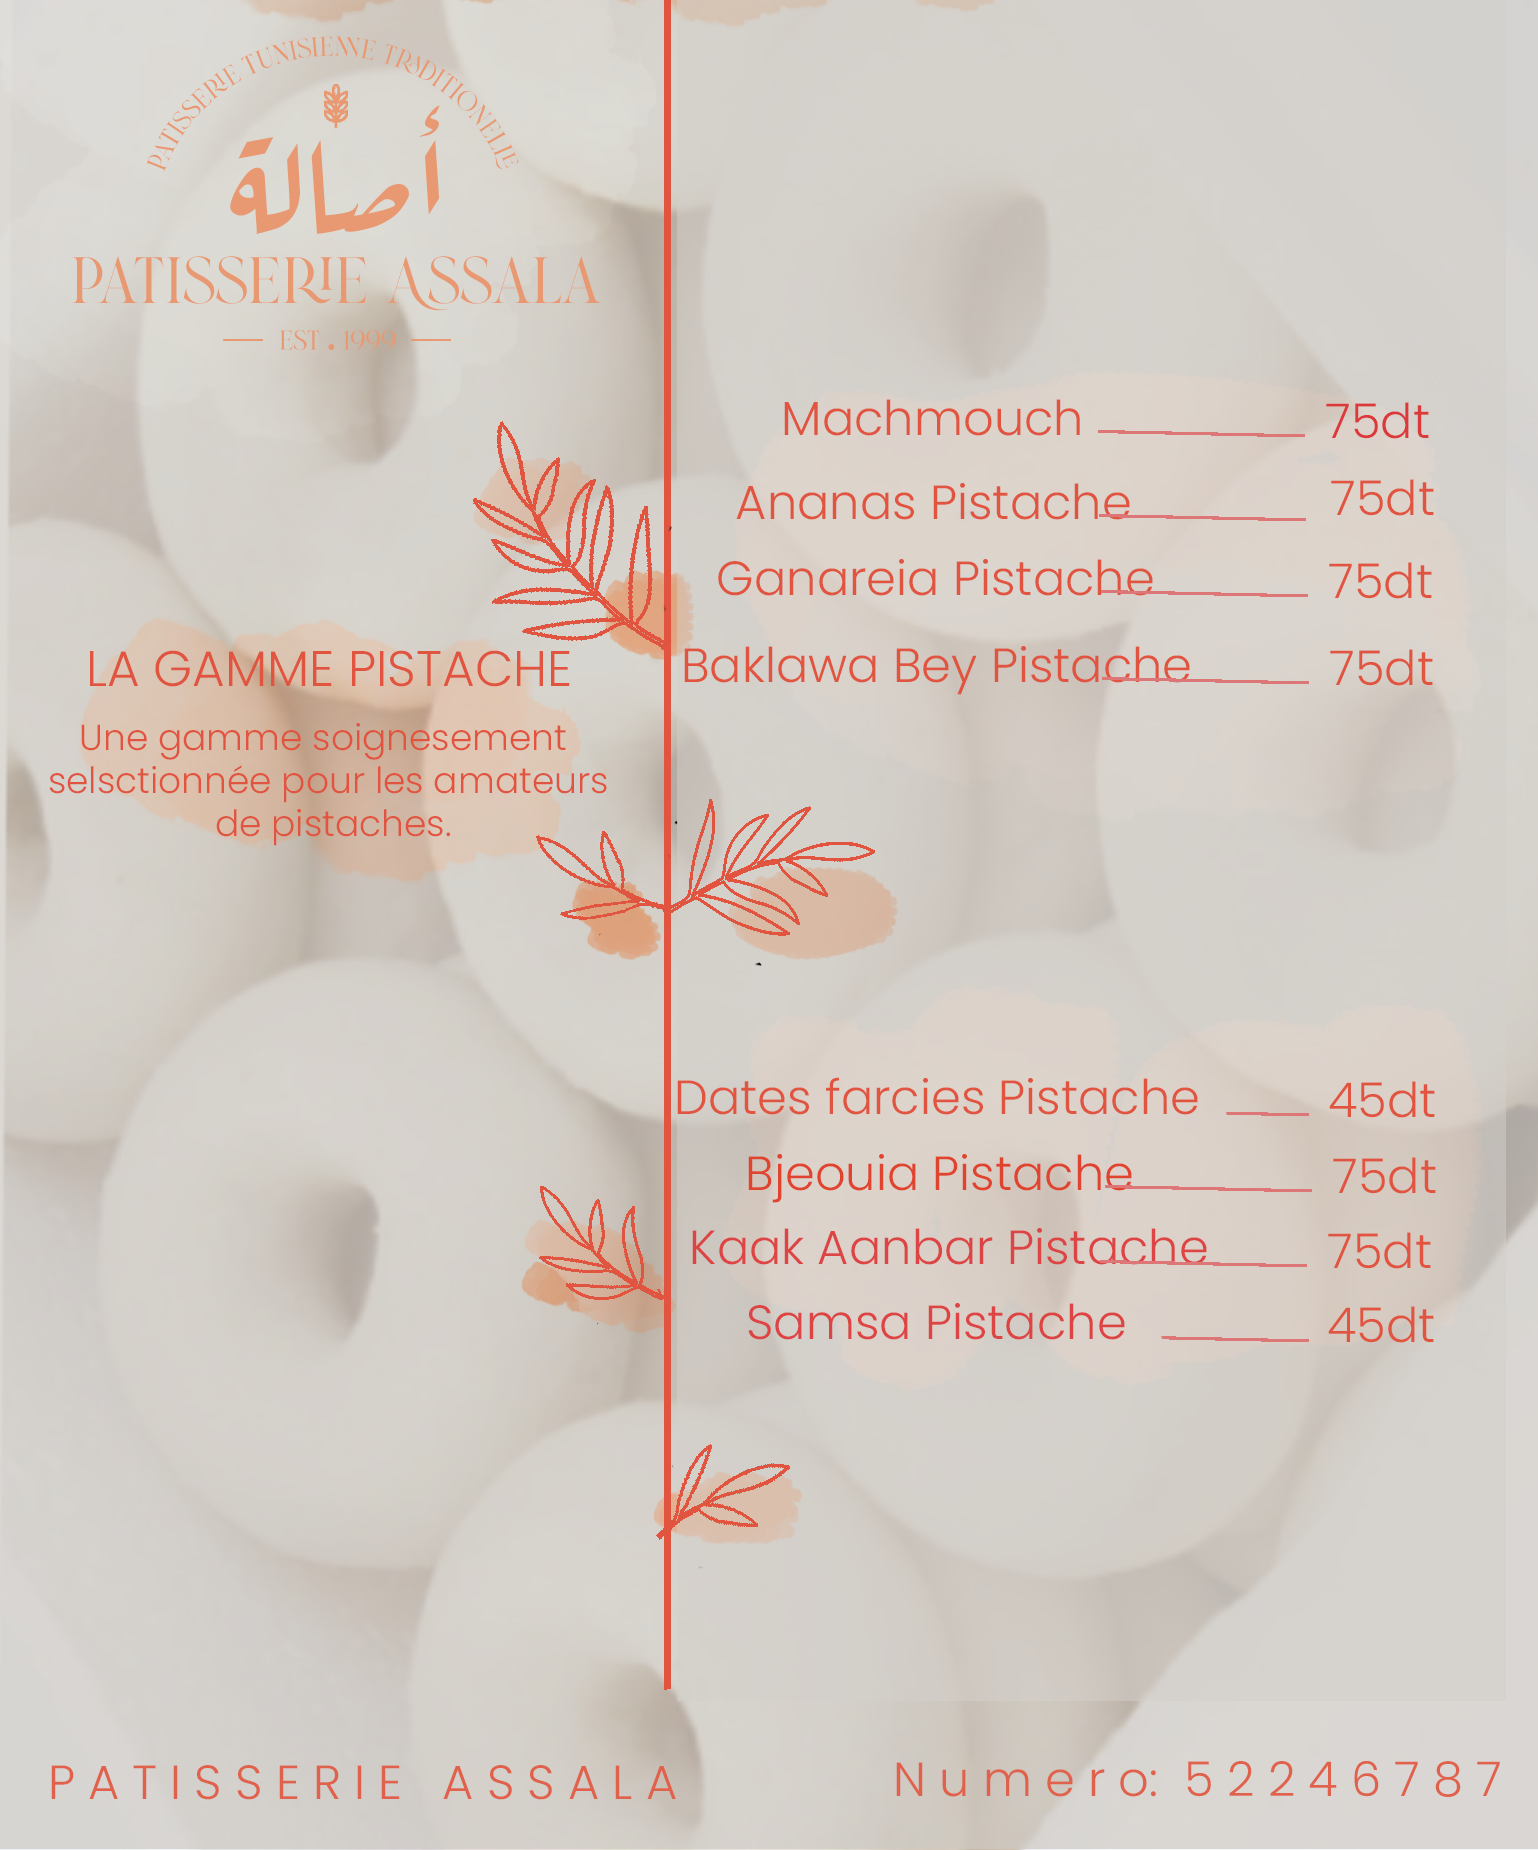 PATISSERIE TUNISIENNE TRADITIONELLE
أصالة
PATISSERIE ASSALA
EST . 1999
LA GAMME PISTACHE
Une gamme soignesement
selsctionnée pour les amateurs
de pistaches.
Machmouch 75dt
Ananas Pistache 75dt
Ganareia Pistache 75dt
Baklawa Bey Pistache 75dt
Dates farcies Pistache 45dt
Bjeouia Pistache 75dt
Kaak Aanbar Pistache 75dt
Samsa Pistache 45dt
PATISSERIE ASSALA
Numero: 52246787